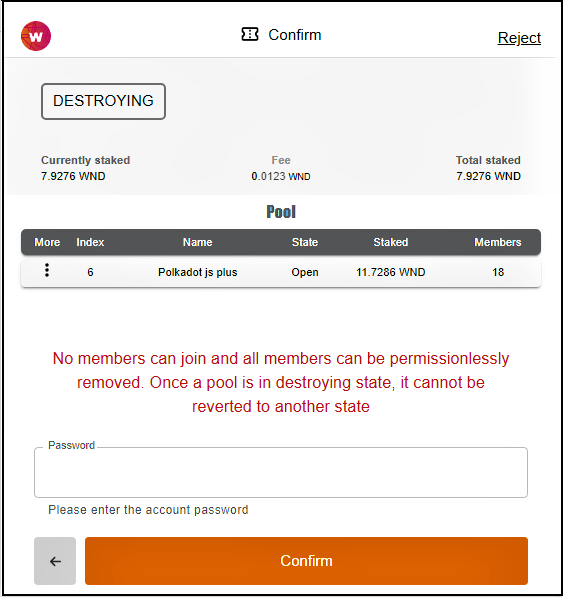 W
Confirm
Reject
DESTROYING
Currently staked Fee Total staked
7.9276 WND 0.0123 WND 7.9276 WND
Pool
More Index Name State Staked Members
6 Polkadot js plus Open 11.7286 WND 18
No members can join and all members can be permissionlessly
removed. Once a pool is in destroying state, it cannot be
reverted to another state
Password
Please enter the account password
Confirm